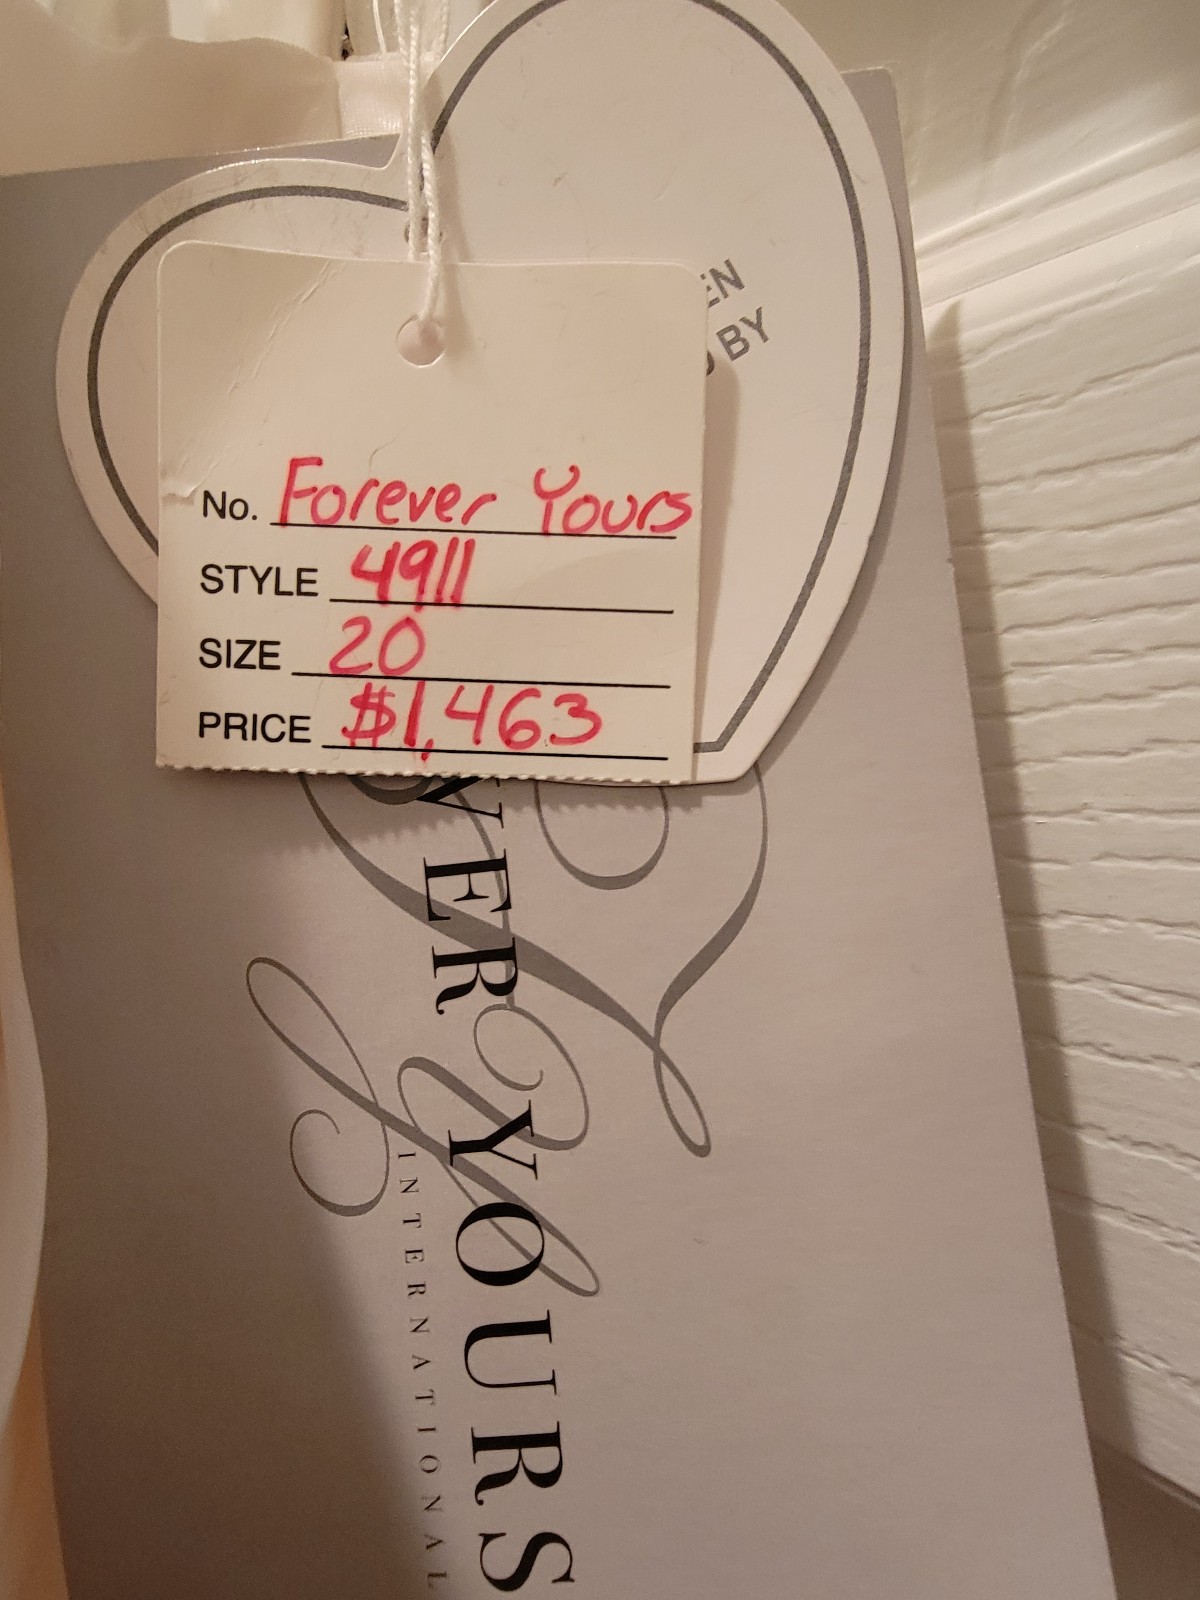 EN
BY
No. Forever Yours
STYLE 4911
SIZE 20
PRICE $1,463
VER YOURS
INTERNATIONAL